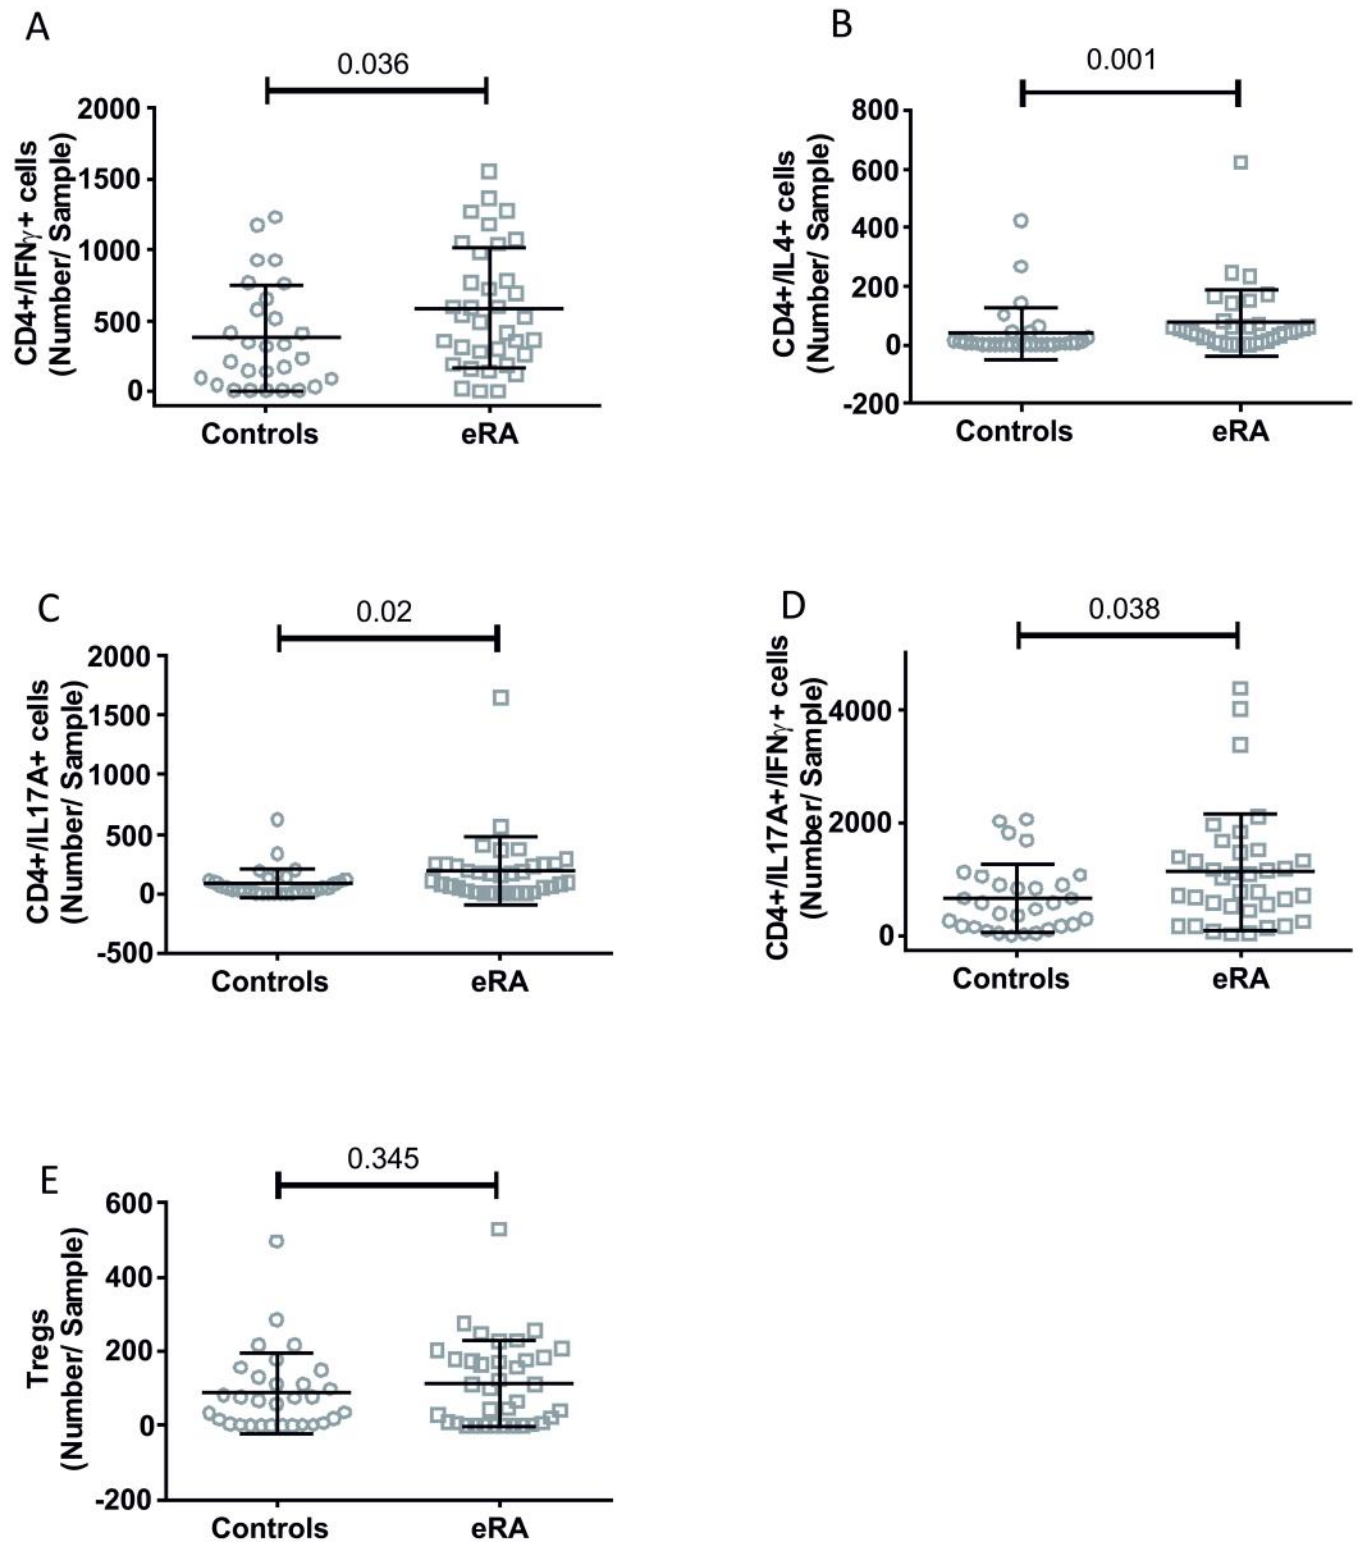 A
0.036
CD4+/IFNγ+ cells
(Number/ Sample)
2000
1500
1000
500
0
Controls
eRA
B
0.001
CD4+/IL4+ cells
(Number/ Sample)
800
600
400
200
0
-200
Controls
eRA
C
0.02
CD4+/IL17A+ cells
(Number/ Sample)
2000
1500
1000
500
0
-500
Controls
eRA
D
0.038
CD4+/IL17A+/IFNγ+ cells
(Number/ Sample)
4000
2000
0
Controls
eRA
E
0.345
Tregs
(Number/ Sample)
600
400
200
0
-200
Controls
eRA